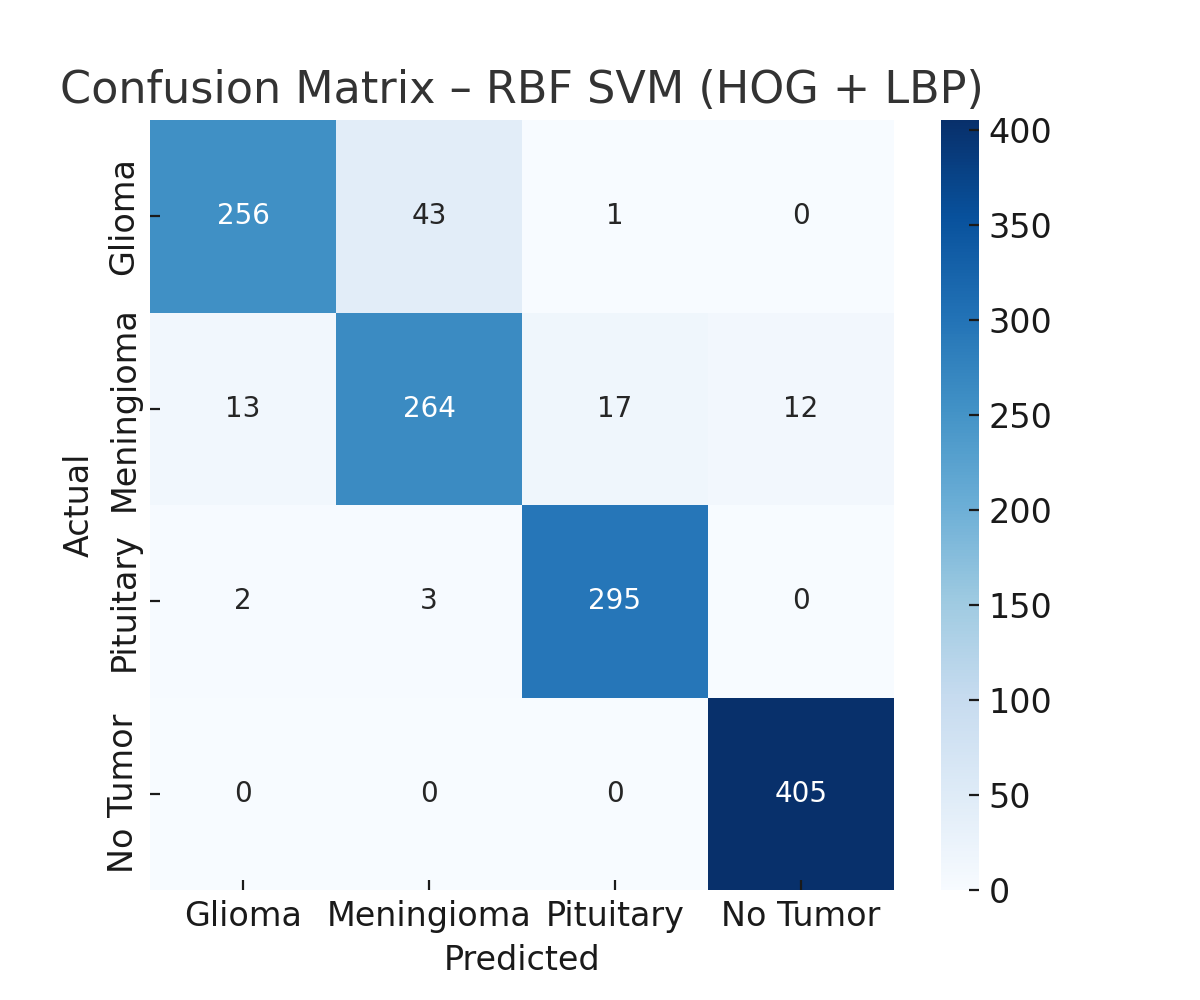 Confusion Matrix – RBF SVM (HOG + LBP)
Actual
Glioma 256 43 1 0
Meningioma 13 264 17 12
Pituitary 2 3 295 0
No Tumor 0 0 0 405
Glioma Meningioma Pituitary No Tumor
Predicted
400
350
300
250
200
150
100
50
0